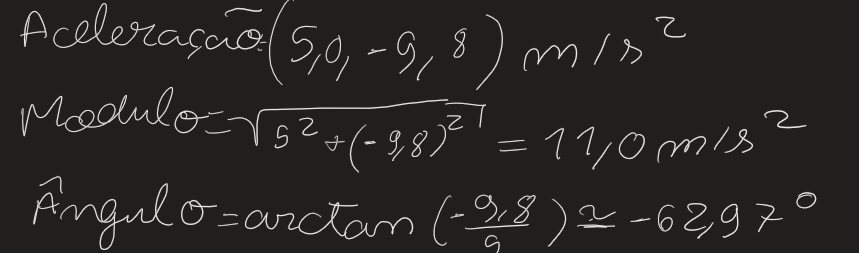 Aceleração=(5,0, -9,8) m/s²
Modulo=√5²+(-9,8)² = 11,0 m/s²
Ângulo=arctan (-9,8/9) ≃ -62,97°